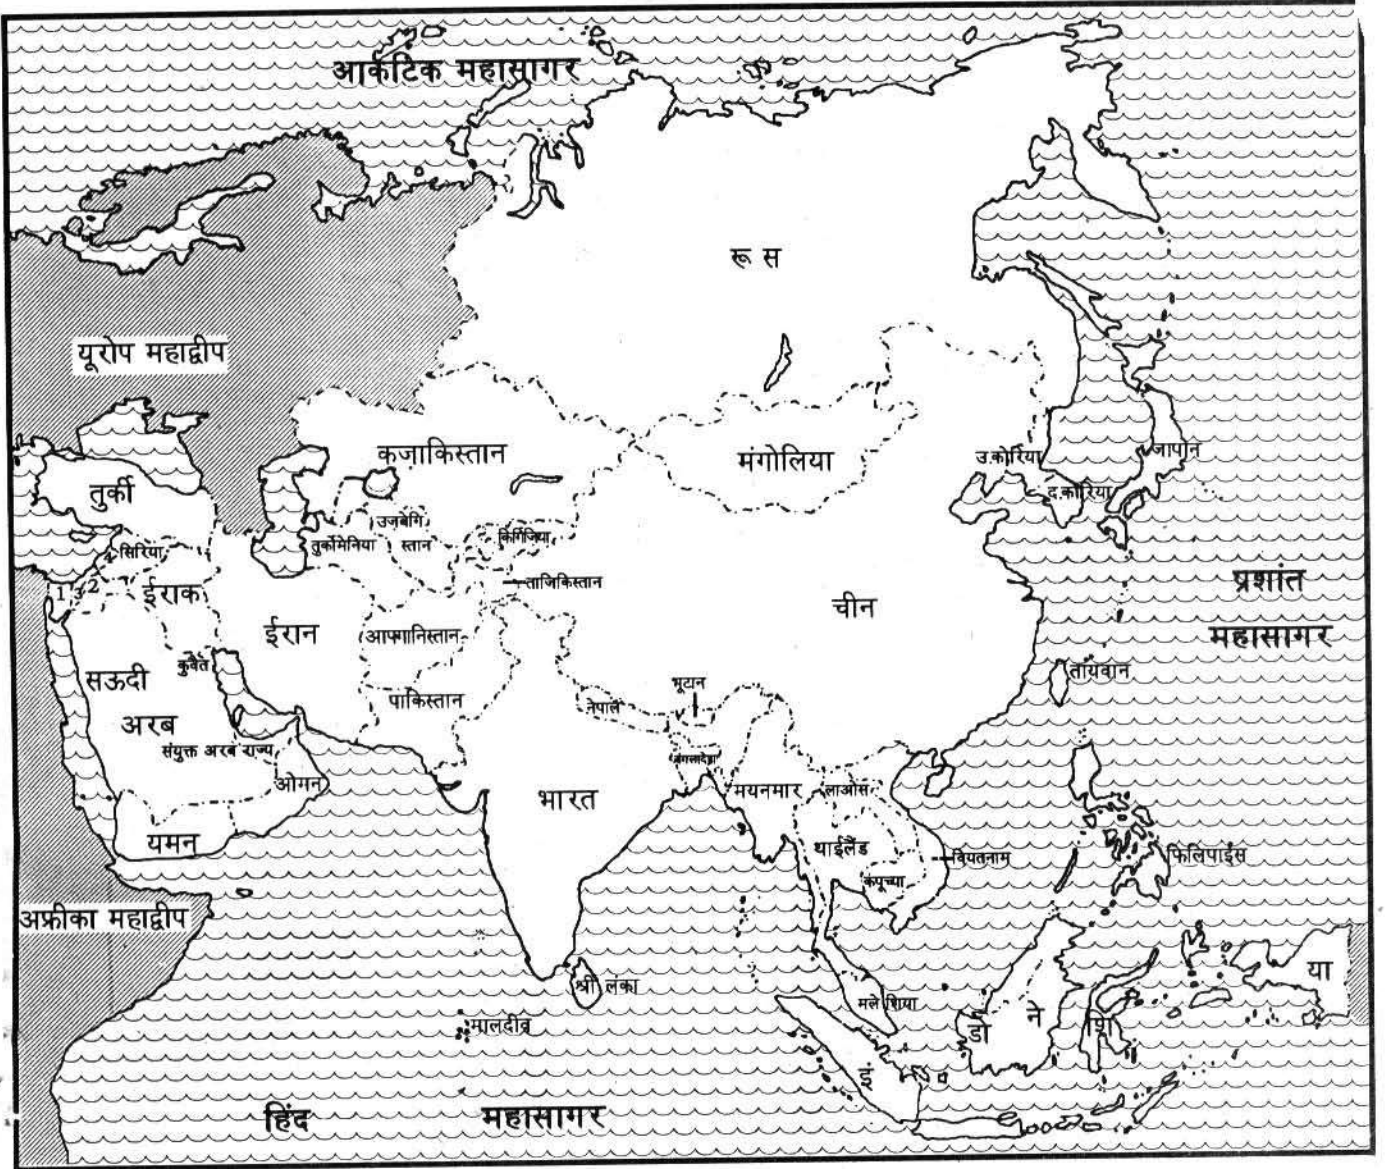 आर्कटिक महासागर
रूस
यूरोप महाद्वीप
कज़ाकिस्तान
मंगोलिया
उ.कोरिया
जापान
द.कोरिया
तुर्की
उज़बेगि
स्तान
तुर्कमेनिया
किर्गिज़िया
सिरिया
ताजिकिस्तान
1 3 2
ईराक
ईरान
आफ्गानिस्तान
चीन
प्रशांत
महासागर
कुवैत
सऊदी
अरब
पाकिस्तान
नेपाल
भूटान
तायवान
संयुक्त अरब राज्य
ओमन
बंगलादेश
भारत
मयनमार
लाओस
यमन
थाईलैंड
वियतनाम
फिलिपाईंस
कंपूच्या
अफ्रीका महाद्वीप
श्री लंका
मलेशिया
मालदीव
इं
डो
ने
शि
या
हिंद महासागर